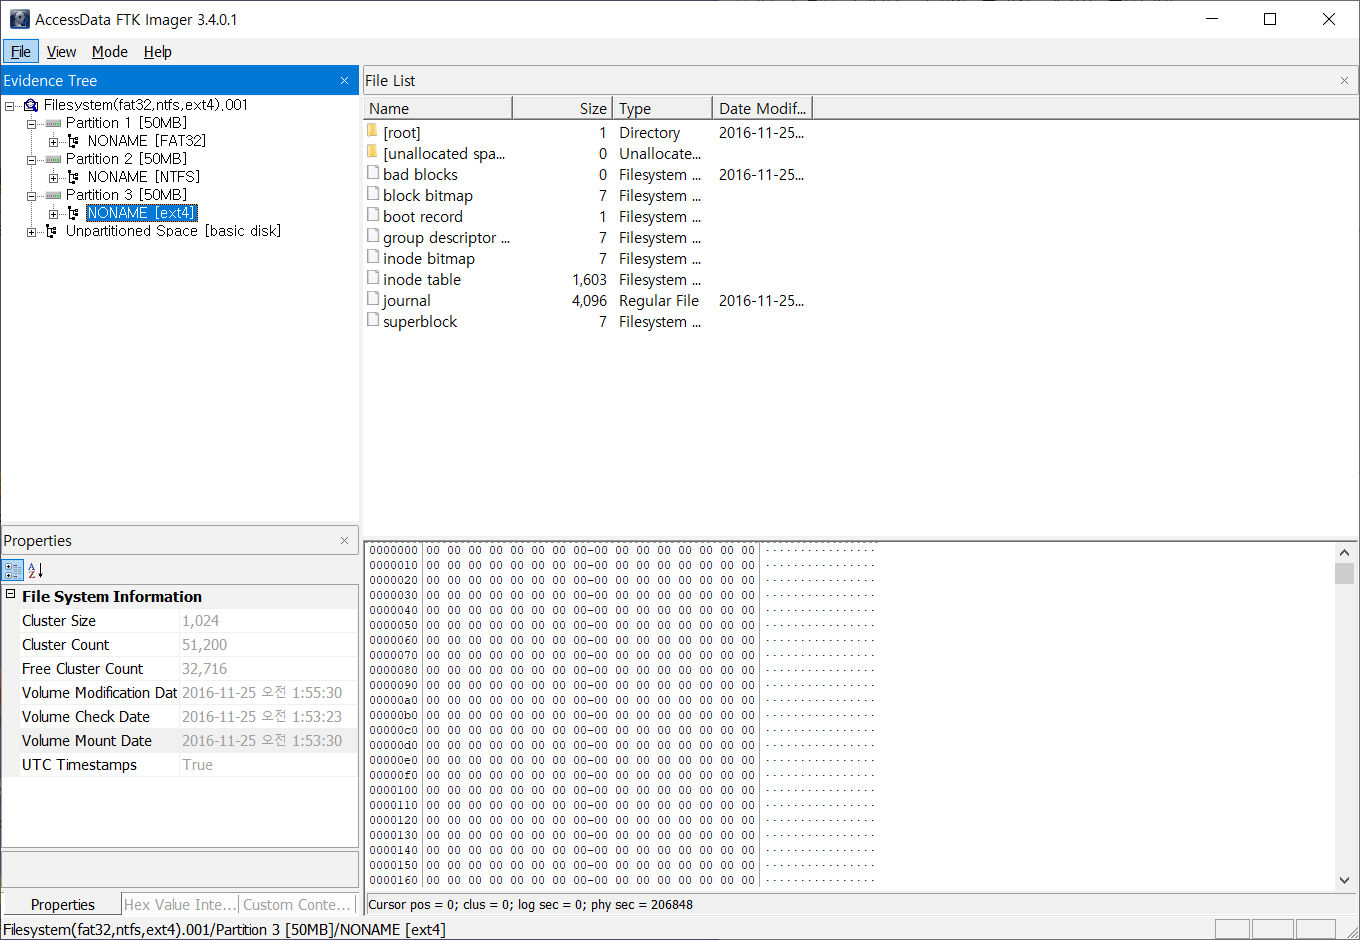 AccessData FTK Imager 3.4.0.1
File View Mode Help
Evidence Tree
Filesystem(fat32,ntfs,ext4).001
Partition 1 [50MB]
NONAME [FAT32]
Partition 2 [50MB]
NONAME [NTFS]
Partition 3 [50MB]
NONAME [ext4]
Unpartitioned Space [basic disk]
File List
Name Size Type Date Modif...
[root] 1 Directory 2016-11-25...
[unallocated spa... 0 Unallocate...
bad blocks 0 Filesystem ... 2016-11-25...
block bitmap 7 Filesystem ...
boot record 1 Filesystem ...
group descriptor ... 7 Filesystem ...
inode bitmap 7 Filesystem ...
inode table 1,603 Filesystem ...
journal 4,096 Regular File 2016-11-25...
superblock 7 Filesystem ...
Properties
File System Information
Cluster Size 1,024
Cluster Count 51,200
Free Cluster Count 32,716
Volume Modification Dat 2016-11-25 오전 1:55:30
Volume Check Date 2016-11-25 오전 1:53:23
Volume Mount Date 2016-11-25 오전 1:53:30
UTC Timestamps True
Properties Hex Value Inte... Custom Conte...
0000000 00 00 00 00 00 00 00 00-00 00 00 00 00 00 00 00 ················
0000010 00 00 00 00 00 00 00 00-00 00 00 00 00 00 00 00 ················
0000020 00 00 00 00 00 00 00 00-00 00 00 00 00 00 00 00 ················
0000030 00 00 00 00 00 00 00 00-00 00 00 00 00 00 00 00 ················
0000040 00 00 00 00 00 00 00 00-00 00 00 00 00 00 00 00 ················
0000050 00 00 00 00 00 00 00 00-00 00 00 00 00 00 00 00 ················
0000060 00 00 00 00 00 00 00 00-00 00 00 00 00 00 00 00 ················
0000070 00 00 00 00 00 00 00 00-00 00 00 00 00 00 00 00 ················
0000080 00 00 00 00 00 00 00 00-00 00 00 00 00 00 00 00 ················
0000090 00 00 00 00 00 00 00 00-00 00 00 00 00 00 00 00 ················
00000a0 00 00 00 00 00 00 00 00-00 00 00 00 00 00 00 00 ················
00000b0 00 00 00 00 00 00 00 00-00 00 00 00 00 00 00 00 ················
00000c0 00 00 00 00 00 00 00 00-00 00 00 00 00 00 00 00 ················
00000d0 00 00 00 00 00 00 00 00-00 00 00 00 00 00 00 00 ················
00000e0 00 00 00 00 00 00 00 00-00 00 00 00 00 00 00 00 ················
00000f0 00 00 00 00 00 00 00 00-00 00 00 00 00 00 00 00 ················
0000100 00 00 00 00 00 00 00 00-00 00 00 00 00 00 00 00 ················
0000110 00 00 00 00 00 00 00 00-00 00 00 00 00 00 00 00 ················
0000120 00 00 00 00 00 00 00 00-00 00 00 00 00 00 00 00 ················
0000130 00 00 00 00 00 00 00 00-00 00 00 00 00 00 00 00 ················
0000140 00 00 00 00 00 00 00 00-00 00 00 00 00 00 00 00 ················
0000150 00 00 00 00 00 00 00 00-00 00 00 00 00 00 00 00 ················
0000160 00 00 00 00 00 00 00 00-00 00 00 00 00 00 00 00 ················
Cursor pos = 0; clus = 0; log sec = 0; phy sec = 206848
Filesystem(fat32,ntfs,ext4).001/Partition 3 [50MB]/NONAME [ext4]